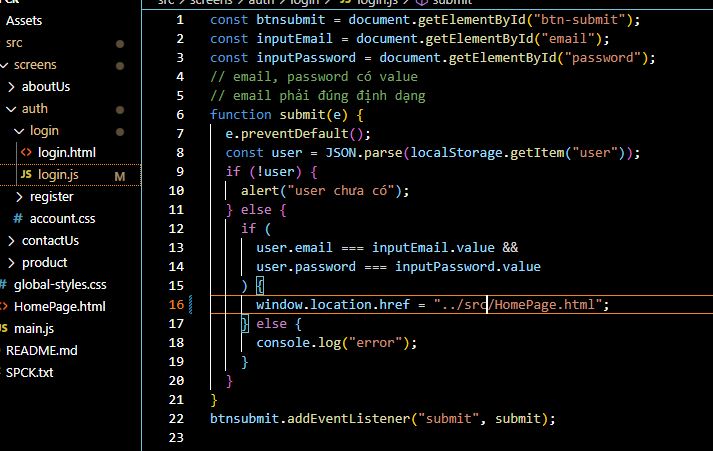 SPCK
src > screens > auth > login > JS login.js > submit
Assets
src
screens
aboutUs
auth
login
<> login.html
JS login.js M
register
# account.css
contactUs
product
# global-styles.css
<> HomePage.html
JS main.js
README.md
SPCK.txt
1 const btnsubmit = document.getElementById("btn-submit");
2 const inputEmail = document.getElementById("email");
3 const inputPassword = document.getElementById("password");
4 // email, password có value
5 // email phải đúng định dạng
6 function submit(e) {
7 e.preventDefault();
8 const user = JSON.parse(localStorage.getItem("user"));
9 if (!user) {
10 alert("user chưa có");
11 } else {
12 if (
13 user.email === inputEmail.value &&
14 user.password === inputPassword.value
15 ) {
16 window.location.href = "../src/HomePage.html";
17 } else {
18 console.log("error");
19 }
20 }
21 }
22 btnsubmit.addEventListener("submit", submit);
23